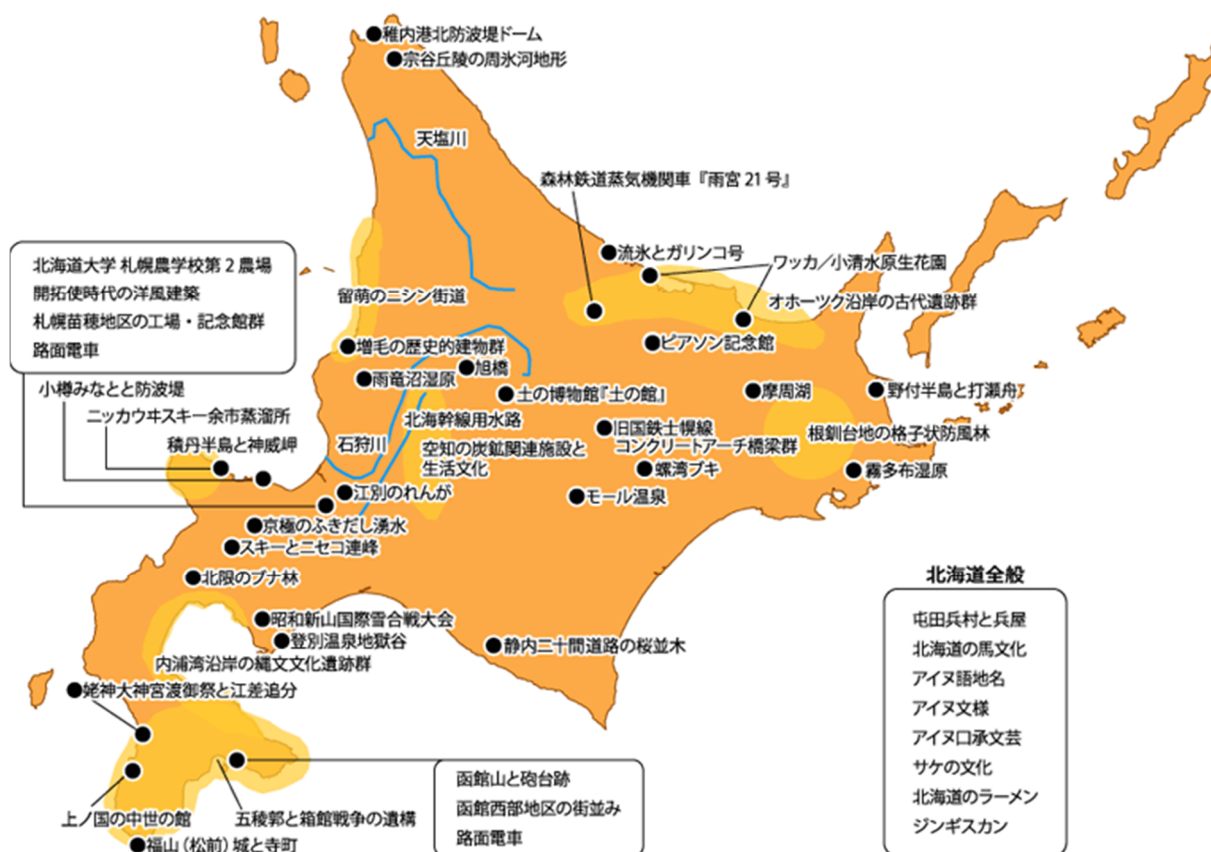 稚内港北防波堤ドーム
宗谷丘陵の周氷河地形
天塩川
森林鉄道蒸気機関車『雨宮21号』
流氷とガリンコ号
ワッカ／小清水原生花園
オホーツク沿岸の古代遺跡群
北海道大学 札幌農学校第2農場
開拓使時代の洋風建築
札幌苗穂地区の工場・記念館群
路面電車
留萌のニシン街道
増毛の歴史的建物群
ピアソン記念館
旭橋
雨竜沼湿原
土の博物館『土の館』
摩周湖
野付半島と打瀬舟
小樽みなとと防波堤
ニッカウヰスキー余市蒸溜所
積丹半島と神威岬
北海幹線用水路
石狩川
空知の炭鉱関連施設と
生活文化
旧国鉄士幌線
コンクリートアーチ橋梁群
根釧台地の格子状防風林
螺湾ブキ
霧多布湿原
江別のれんが
モール温泉
京極のふきだし湧水
スキーとニセコ連峰
北限のブナ林
昭和新山国際雪合戦大会
登別温泉地獄谷
静内二十間道路の桜並木
内浦湾沿岸の縄文文化遺跡群
姥神大神宮渡御祭と江差追分
上ノ国の中世の館
五稜郭と箱館戦争の遺構
福山（松前）城と寺町
函館山と砲台跡
函館西部地区の街並み
路面電車
北海道全般
屯田兵村と兵屋
北海道の馬文化
アイヌ語地名
アイヌ文様
アイヌ口承文芸
サケの文化
北海道のラーメン
ジンギスカン